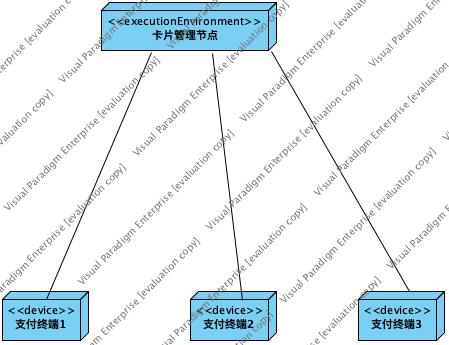 <<executionEnvironment>>
卡片管理节点
<<device>>
支付终端1
<<device>>
支付终端2
<<device>>
支付终端3
Visual Paradigm Enterprise [evaluation copy]